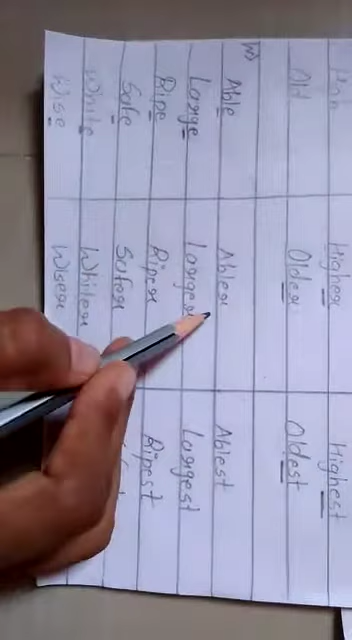 High Higher Highest
Old Older Oldest
Able Abler Ablest
Large Larger Largest
Ripe Riper Ripest
Safe Safer
White Whiter
Wise Wiser